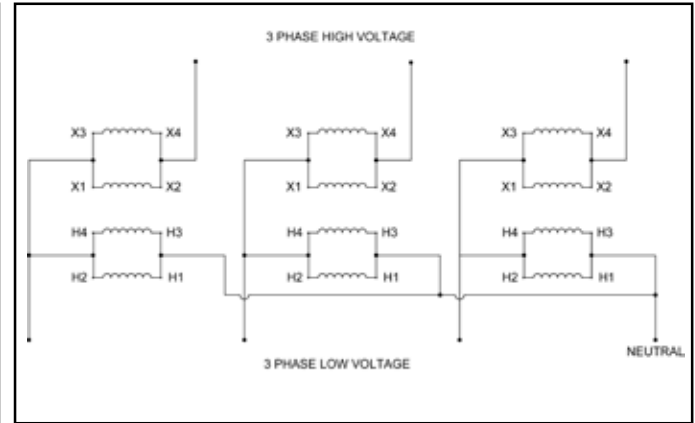 3 PHASE HIGH VOLTAGE
X3 X4 X3 X4 X3 X4
X1 X2 X1 X2 X1 X2
H4 H3 H4 H3 H4 H3
H2 H1 H2 H1 H2 H1
NEUTRAL
3 PHASE LOW VOLTAGE